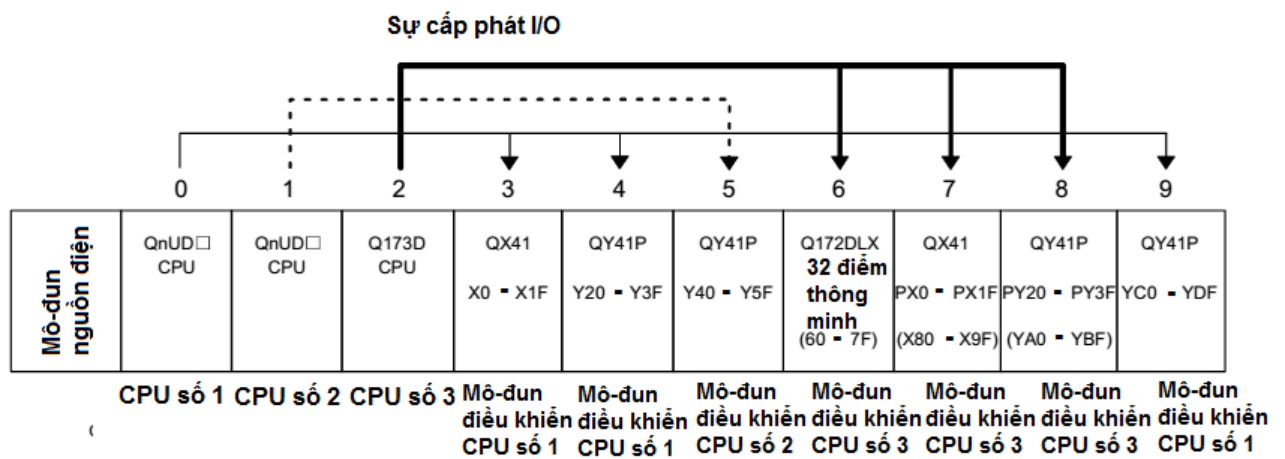 Sự cấp phát I/O
0 1 2 3 4 5 6 7 8 9
Mô-đun
nguồn điện
QnUD□
CPU
QnUD□
CPU
Q173D
CPU
QX41
X0 - X1F
QY41P
Y20 - Y3F
QY41P
Y40 - Y5F
Q172DLX
32 điểm
thông
minh
(60 - 7F)
QX41
PX0 - PX1F
(X80 - X9F)
QY41P
PY20 - PY3F
(YA0 - YBF)
QY41P
YC0 - YDF
CPU số 1
CPU số 2
CPU số 3
Mô-đun
điều khiển
CPU số 1
Mô-đun
điều khiển
CPU số 1
Mô-đun
điều khiển
CPU số 2
Mô-đun
điều khiển
CPU số 3
Mô-đun
điều khiển
CPU số 3
Mô-đun
điều khiển
CPU số 3
Mô-đun
điều khiển
CPU số 1